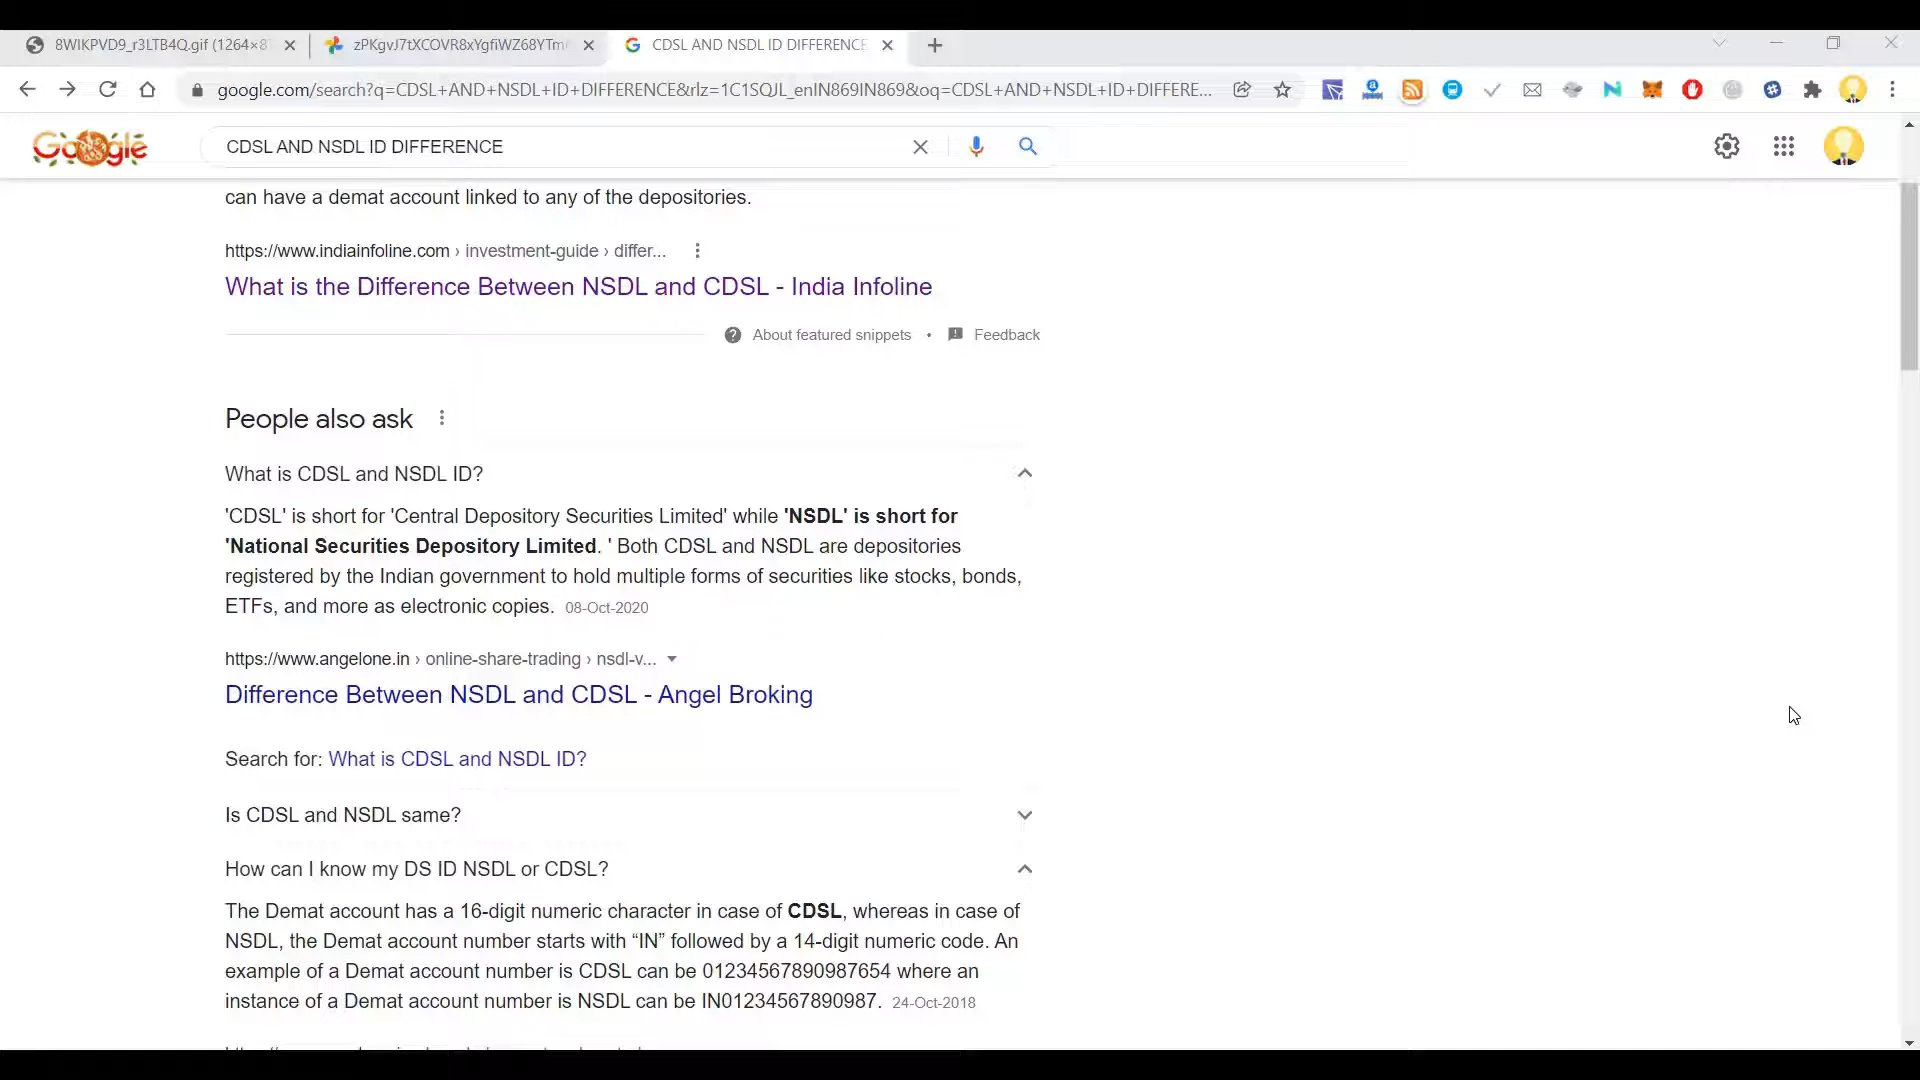 8WIKPVD9_r3LTB4Q.gif (1264×8
zPKgvJ7tXCOVR8xYgfiWZ68YTm
CDSL AND NSDL ID DIFFERENCE
google.com/search?q=CDSL+AND+NSDL+ID+DIFFERENCE&rlz=1C1SQJL_enIN869IN869&oq=CDSL+AND+NSDL+ID+DIFFERE...
Google
CDSL AND NSDL ID DIFFERENCE
can have a demat account linked to any of the depositories.
https://www.indiainfoline.com › investment-guide › differ...
What is the Difference Between NSDL and CDSL - India Infoline
About featured snippets • Feedback
People also ask
What is CDSL and NSDL ID?
'CDSL' is short for 'Central Depository Securities Limited' while 'NSDL' is short for
'National Securities Depository Limited. ' Both CDSL and NSDL are depositories
registered by the Indian government to hold multiple forms of securities like stocks, bonds,
ETFs, and more as electronic copies. 08-Oct-2020
https://www.angelone.in › online-share-trading › nsdl-v...
Difference Between NSDL and CDSL - Angel Broking
Search for: What is CDSL and NSDL ID?
Is CDSL and NSDL same?
How can I know my DS ID NSDL or CDSL?
The Demat account has a 16-digit numeric character in case of CDSL, whereas in case of
NSDL, the Demat account number starts with “IN” followed by a 14-digit numeric code. An
example of a Demat account number is CDSL can be 01234567890987654 where an
instance of a Demat account number is NSDL can be IN01234567890987. 24-Oct-2018